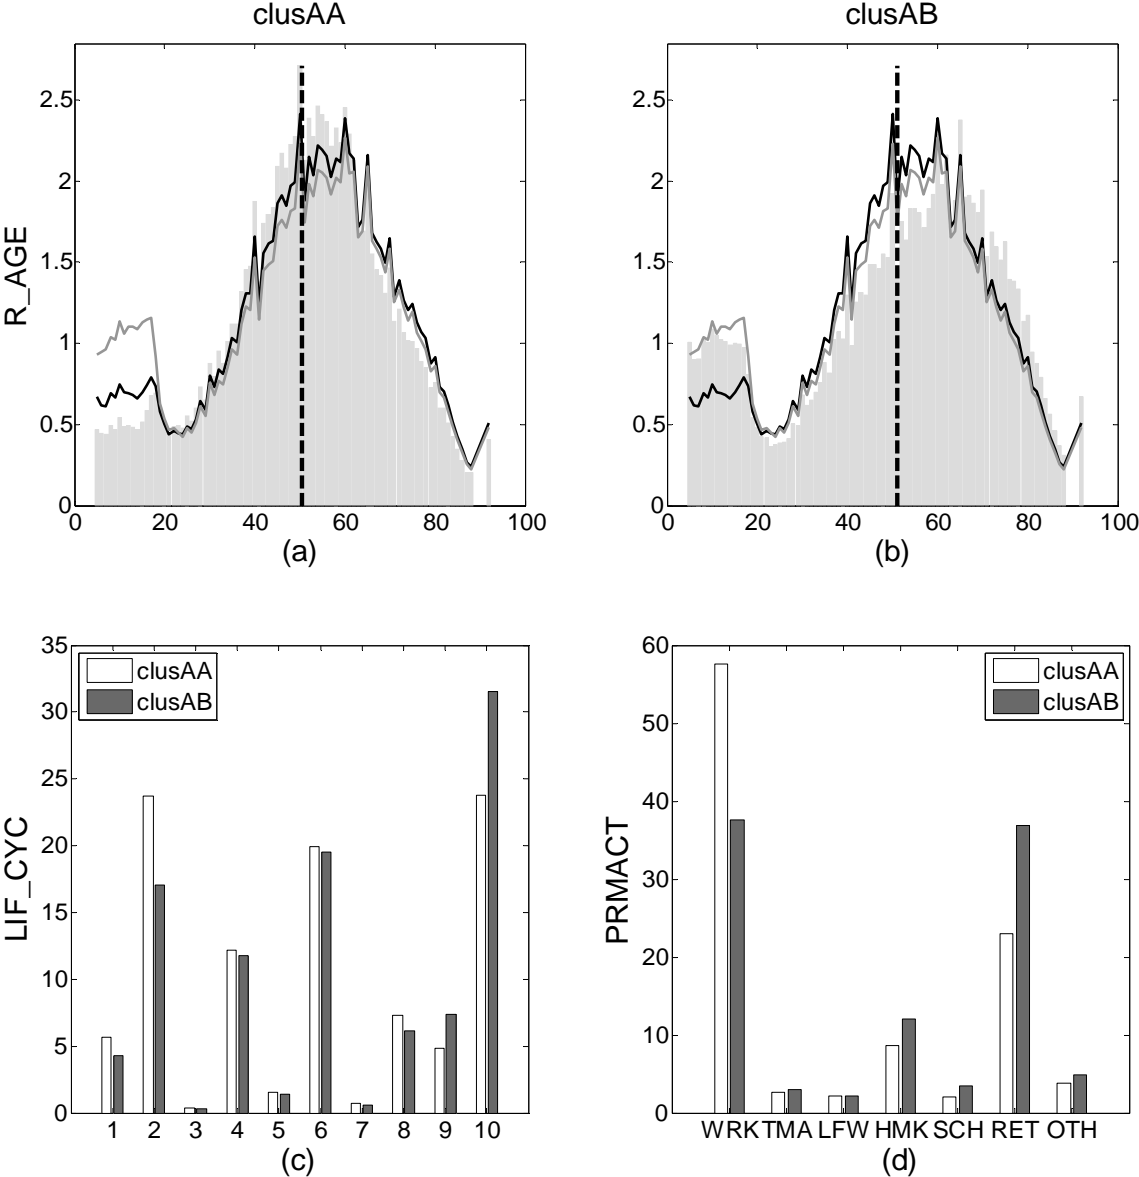 clusAA
clusAB
R_AGE
2.5
2
1.5
1
0.5
0
0 20 40 60 80 100
(a)
2.5
2
1.5
1
0.5
0
0 20 40 60 80 100
(b)
LIF_CYC
35
30
25
20
15
10
5
0
clusAA
clusAB
1 2 3 4 5 6 7 8 9 10
(c)
PRMACT
60
50
40
30
20
10
0
clusAA
clusAB
WRK TMA LFW HMK SCH RET OTH
(d)